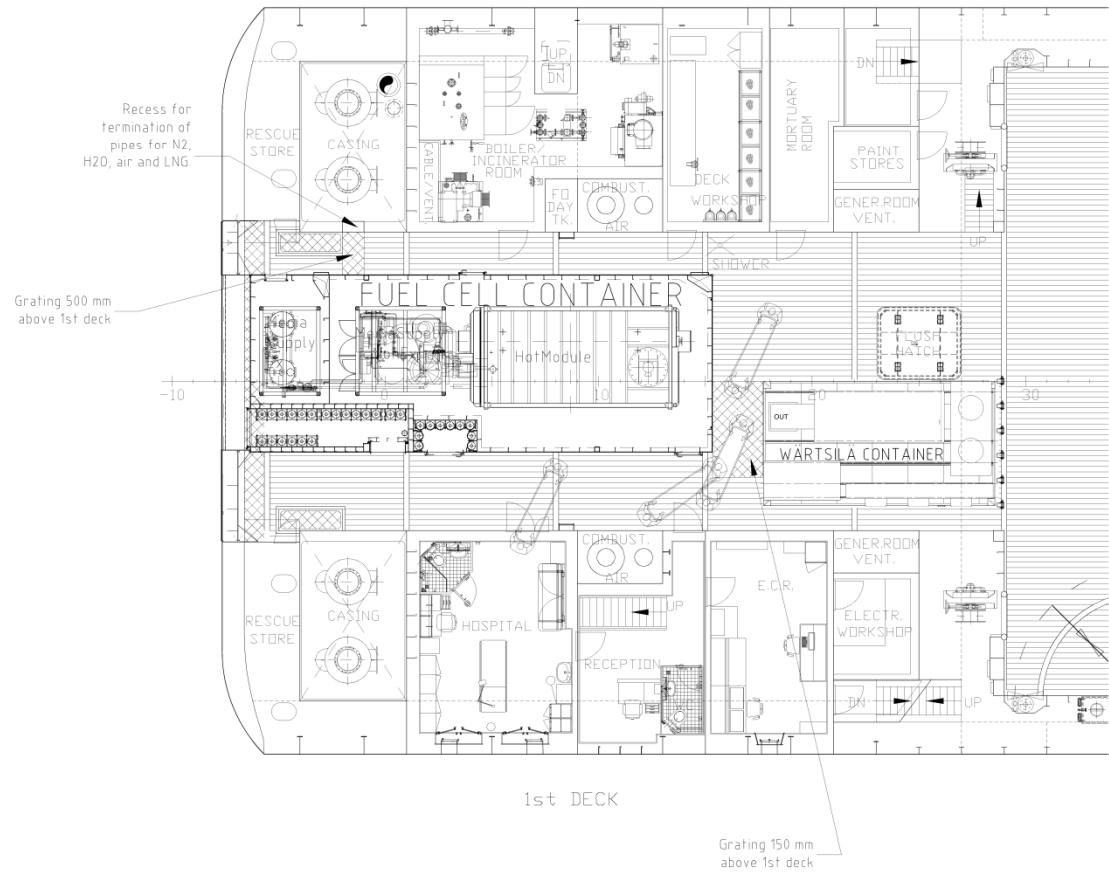 UP
DN
DN
Recess for
termination of
pipes for N2,
H2O, air and LNG.
RESCUE
STORE
CASING
CABLE/VENT.
BOILER/
INCINERATOR
ROOM
FO
DAY
TK.
COMBUST.
AIR
DECK
WORKSHOP
MORTUARY
ROOM
PAINT
STORES
GENER.ROOM
VENT.
UP
SHOWER
Grating 500 mm
above 1st deck
FUEL CELL CONTAINER
Media
Supply
HotModule
FLUSH
HATCH
-10
0
10
20
30
OUT
WÄRTSILÄ CONTAINER
RESCUE
STORE
CASING
HOSPITAL
COMBUST.
AIR
UP
RECEPTION
E.C.R.
GENER.ROOM
VENT.
ELECTR.
WORKSHOP
DN
UP
1st DECK
Grating 150 mm
above 1st deck